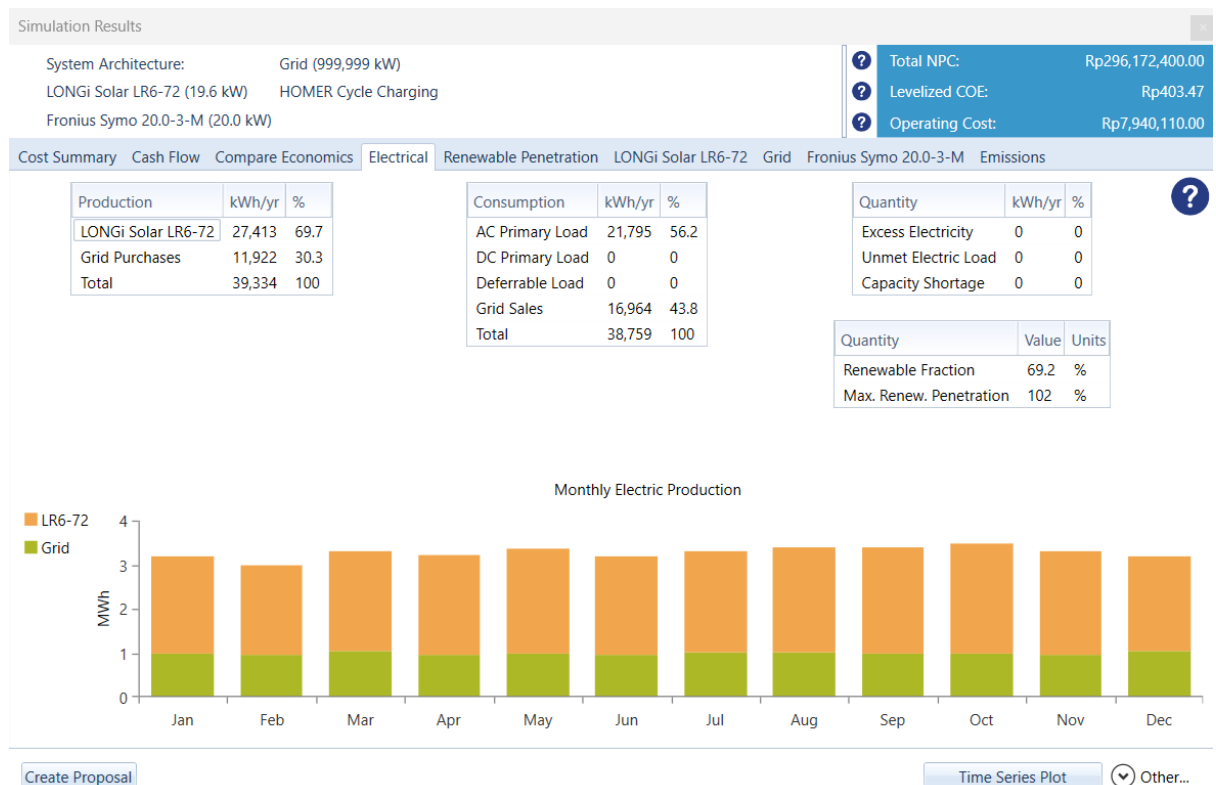 Simulation Results
×
System Architecture: Grid (999,999 kW)
LONGi Solar LR6-72 (19.6 kW) HOMER Cycle Charging
Fronius Symo 20.0-3-M (20.0 kW)
? Total NPC: Rp296,172,400.00
? Levelized COE: Rp403.47
? Operating Cost: Rp7,940,110.00
Cost Summary Cash Flow Compare Economics Electrical Renewable Penetration LONGi Solar LR6-72 Grid Fronius Symo 20.0-3-M Emissions
Production kWh/yr %
LONGi Solar LR6-72 27,413 69.7
Grid Purchases 11,922 30.3
Total 39,334 100
Consumption kWh/yr %
AC Primary Load 21,795 56.2
DC Primary Load 0 0
Deferrable Load 0 0
Grid Sales 16,964 43.8
Total 38,759 100
Quantity kWh/yr %
Excess Electricity 0 0
Unmet Electric Load 0 0
Capacity Shortage 0 0
?
Quantity Value Units
Renewable Fraction 69.2 %
Max. Renew. Penetration 102 %
Monthly Electric Production
LR6-72
Grid
MWh
4
3
2
1
0
Jan Feb Mar Apr May Jun Jul Aug Sep Oct Nov Dec
Create Proposal Time Series Plot Other...